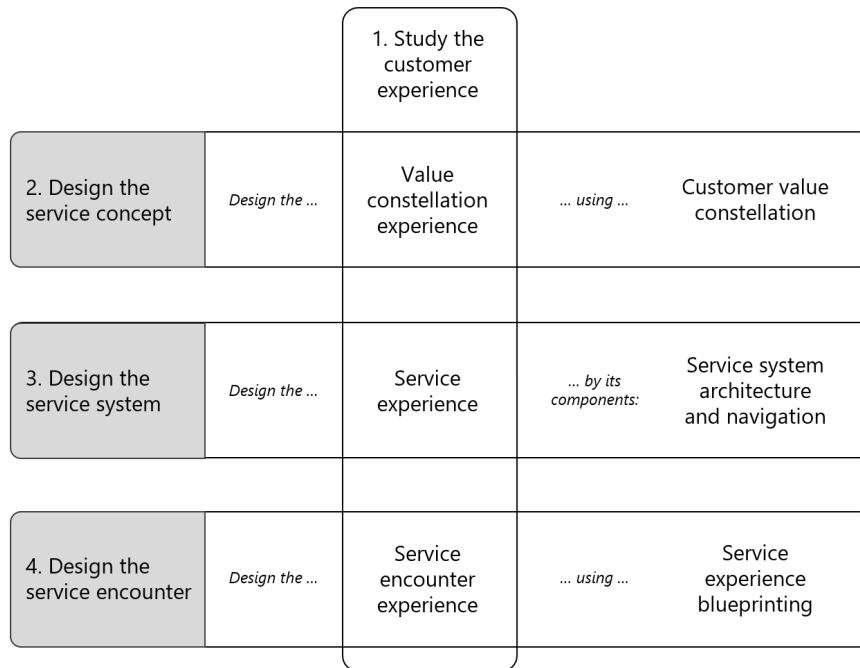 1. Study the
customer
experience
2. Design the
service concept
Design the ...
Value
constellation
experience
... using ...
Customer value
constellation
3. Design the
service system
Design the ...
Service
experience
... by its
components:
Service system
architecture
and navigation
4. Design the
service encounter
Design the ...
Service
encounter
experience
... using ...
Service
experience
blueprinting